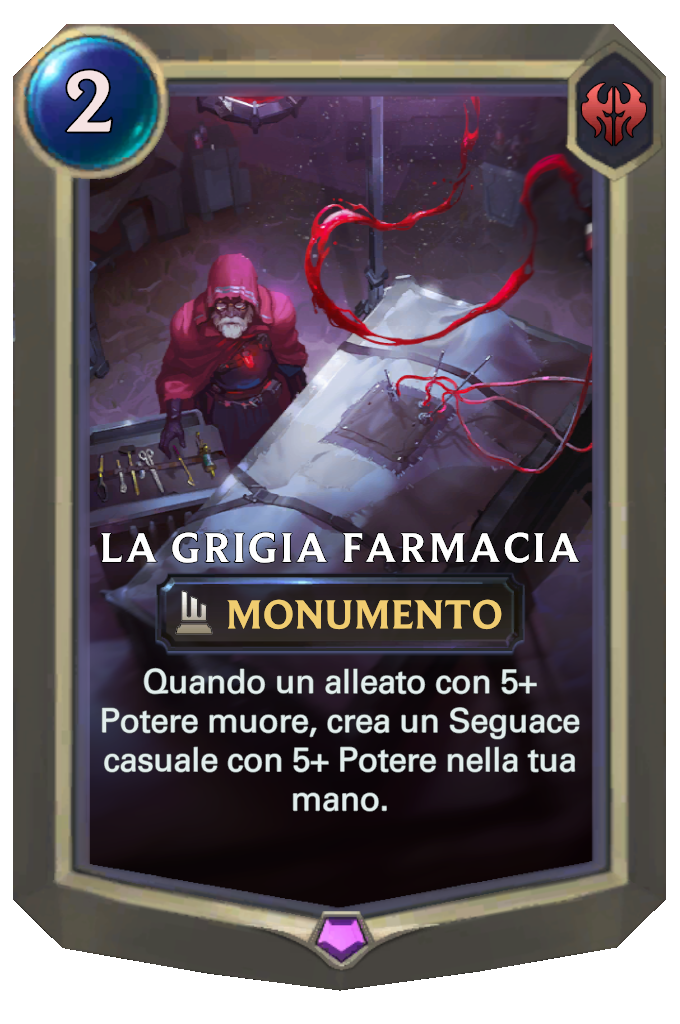 2
LA GRIGIA FARMACIA
MONUMENTO
Quando un alleato con 5+
Potere muore, crea un Seguace
casuale con 5+ Potere nella tua
mano.